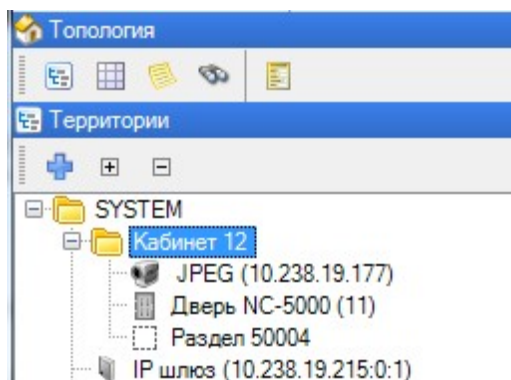 Топология
Территории
SYSTEM
Кабинет 12
JPEG (10.238.19.177)
Дверь NC-5000 (11)
Раздел 50004
IP шлюз (10.238.19.215:0:1)